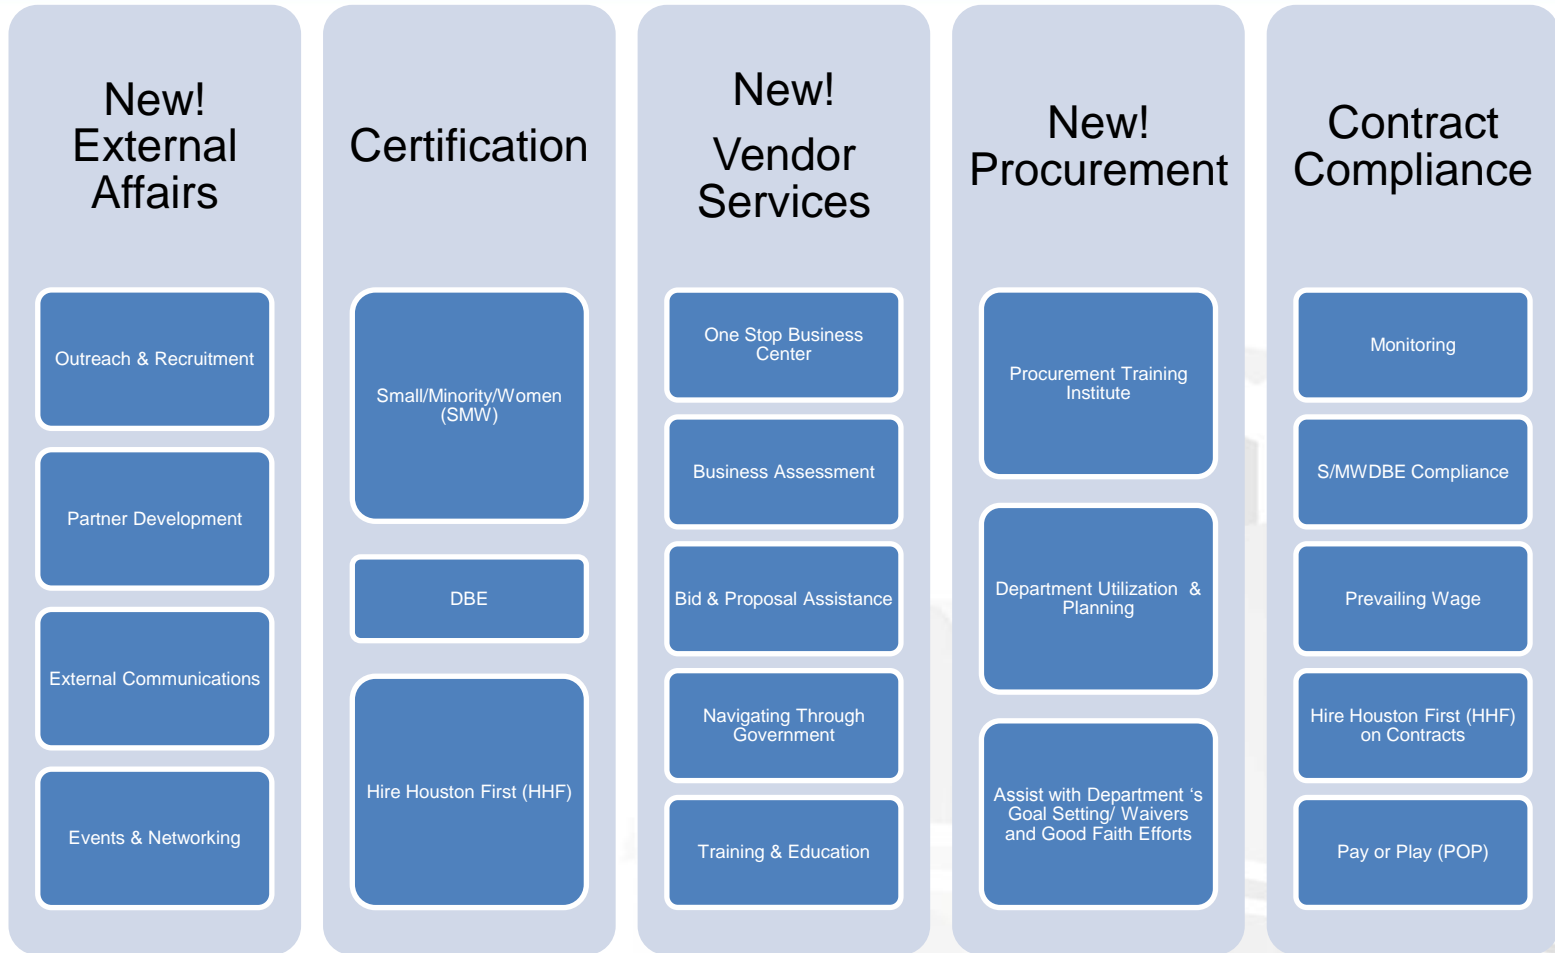 New!
External
Affairs
Outreach & Recruitment
Partner Development
External Communications
Events & Networking
Certification
Small/Minority/Women
(SMW)
DBE
Hire Houston First (HHF)
New!
Vendor
Services
One Stop Business
Center
Business Assessment
Bid & Proposal Assistance
Navigating Through
Government
Training & Education
New!
Procurement
Procurement Training
Institute
Department Utilization  &
Planning
Assist with Department ‘s
Goal Setting/ Waivers
and Good Faith Efforts
Contract
Compliance
Monitoring
S/MWDBE Compliance
Prevailing Wage
Hire Houston First (HHF)
on Contracts
Pay or Play (POP)